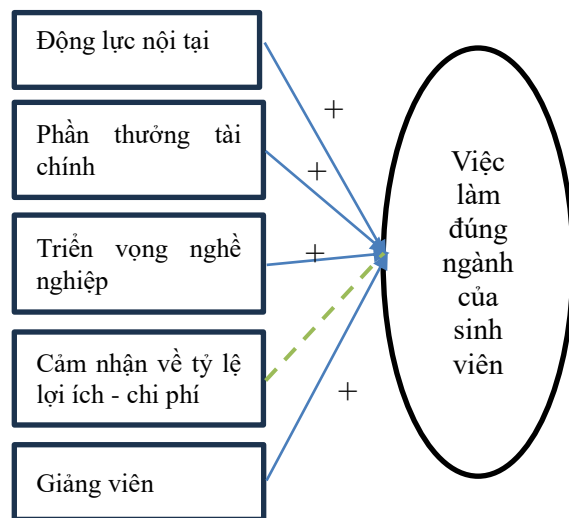 Động lực nội tại
+
Phần thưởng tài
chính
+
Triển vọng nghề
nghiệp
+
Cảm nhận về tỷ lệ
lợi ích - chi phí
+
Giảng viên
Việc
làm
đúng
ngành
của
sinh
viên